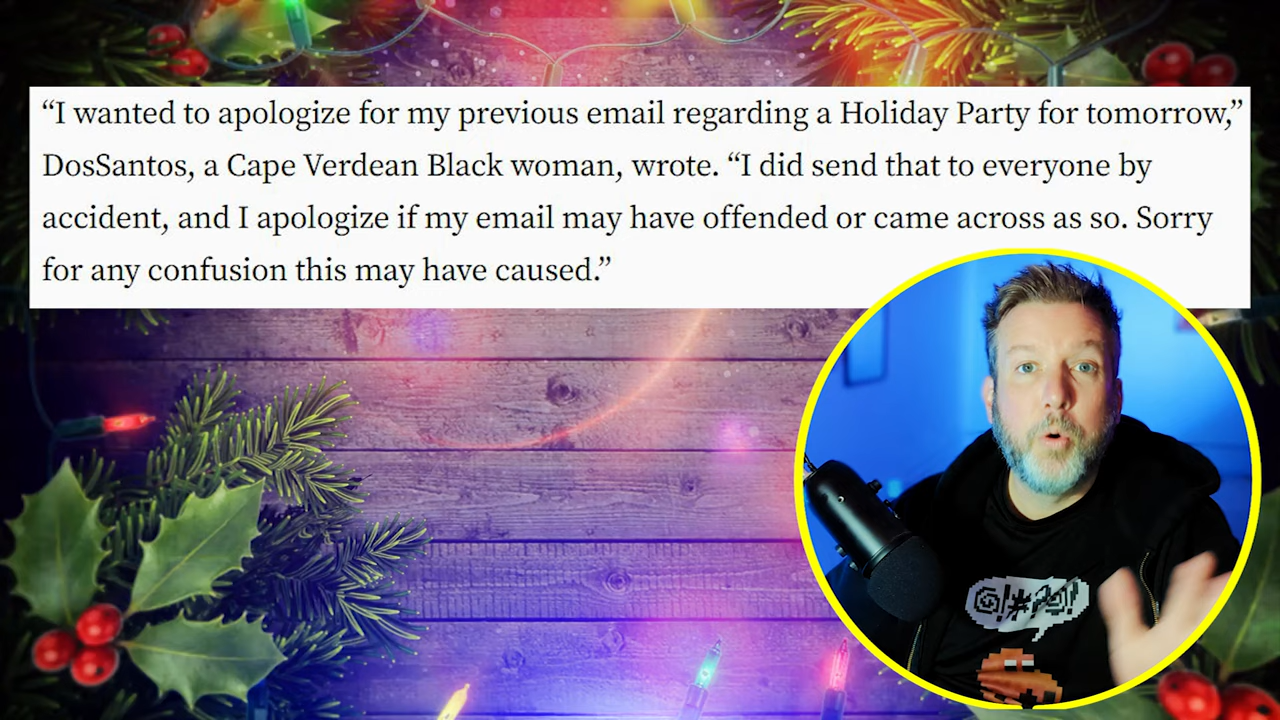 “I wanted to apologize for my previous email regarding a Holiday Party for tomorrow,”
DosSantos, a Cape Verdean Black woman, wrote. “I did send that to everyone by
accident, and I apologize if my email may have offended or came across as so. Sorry
for any confusion this may have caused.”
@!#?@!